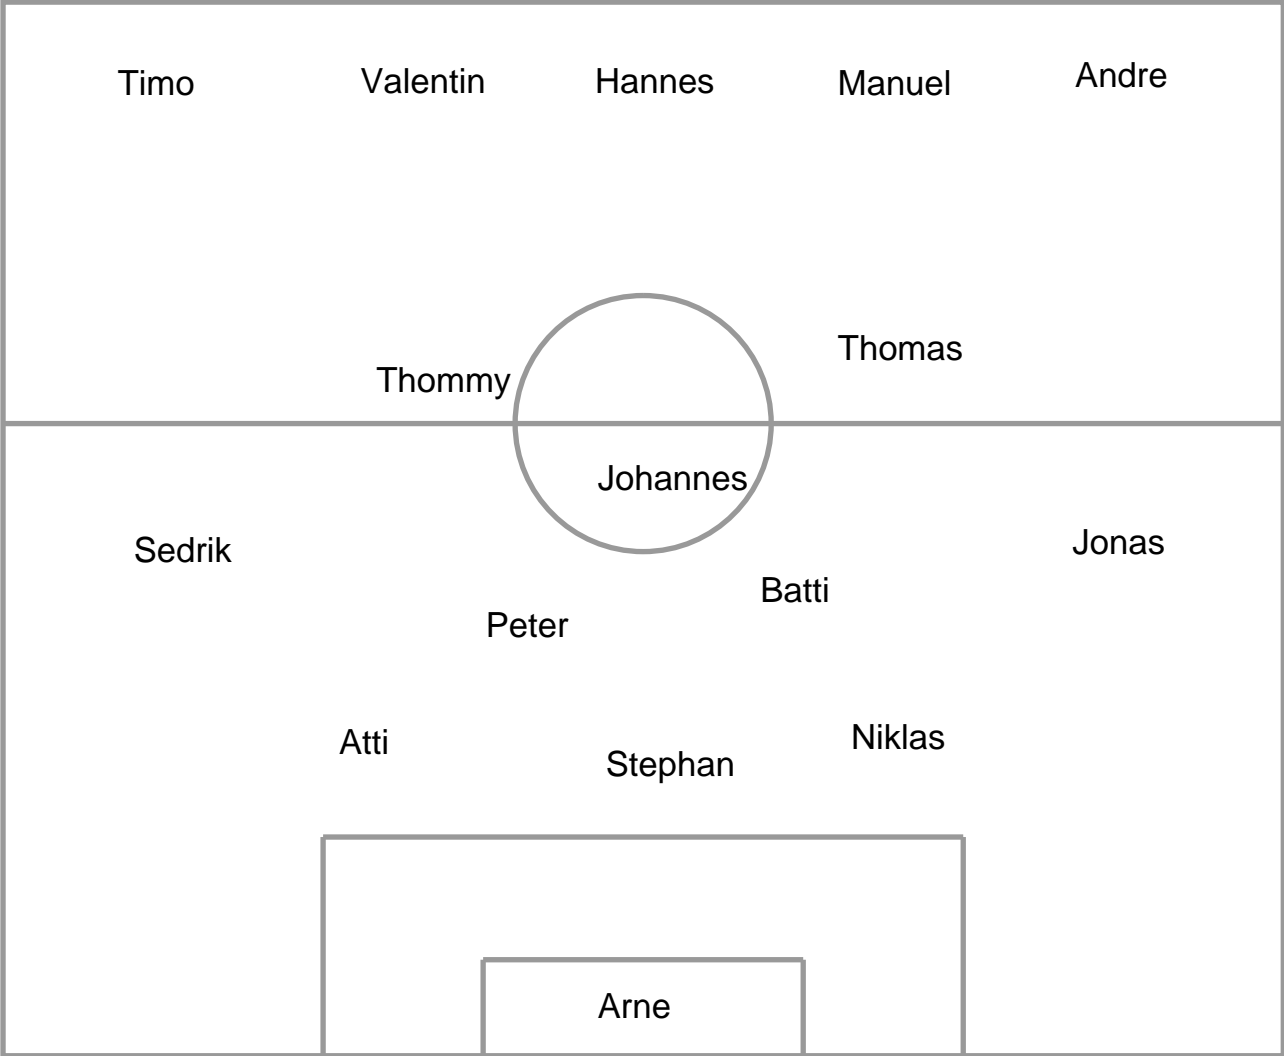 Timo Valentin Hannes Manuel Andre
Thomas
Thommy
Johannes
Sedrik Jonas
Batti
Peter
Atti Niklas
Stephan
Arne